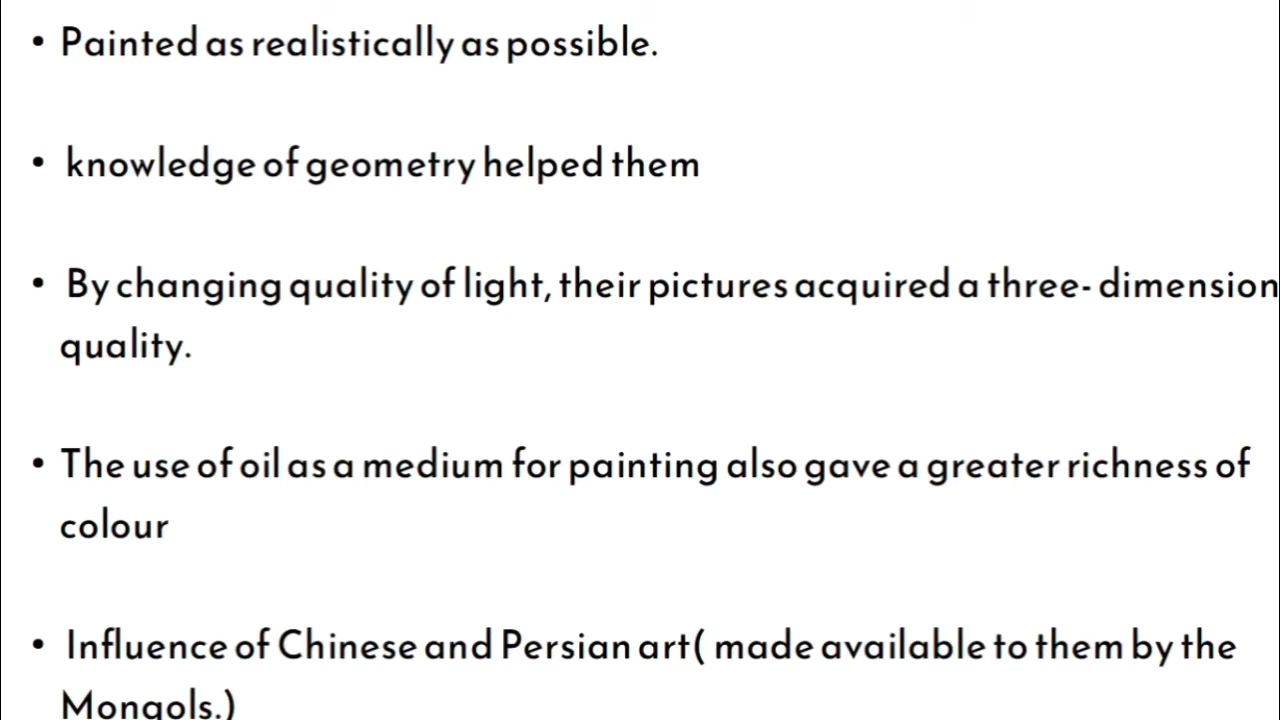 • Painted as realistically as possible.
• knowledge of geometry helped them
• By changing quality of light, their pictures acquired a three- dimension
quality.
• The use of oil as a medium for painting also gave a greater richness of
colour
• Influence of Chinese and Persian art( made available to them by the
Mongols.)